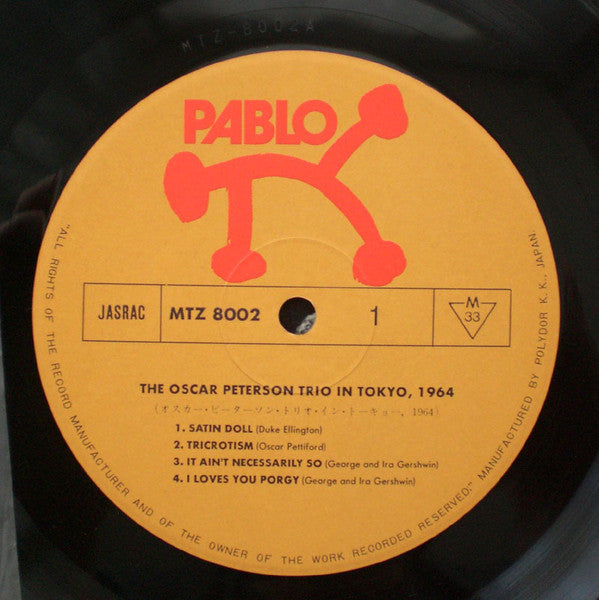 MTZ-8002A
PABLO
JASRAC
MTZ 8002
1
M
33
THE OSCAR PETERSON TRIO IN TOKYO, 1964
(オスカー・ピーターソン・トリオ・イン・トーキョー, 1964)
1. SATIN DOLL (Duke Ellington)
2. TRICROTISM (Oscar Pettiford)
3. IT AIN'T NECESSARILY SO (George and Ira Gershwin)
4. I LOVES YOU PORGY (George and Ira Gershwin)
"ALL RIGHTS OF THE RECORD MANUFACTURER AND OF THE OWNER OF THE WORK RECORDED RESERVED." MANUFACTURED BY POLYDOR K. K., JAPAN.